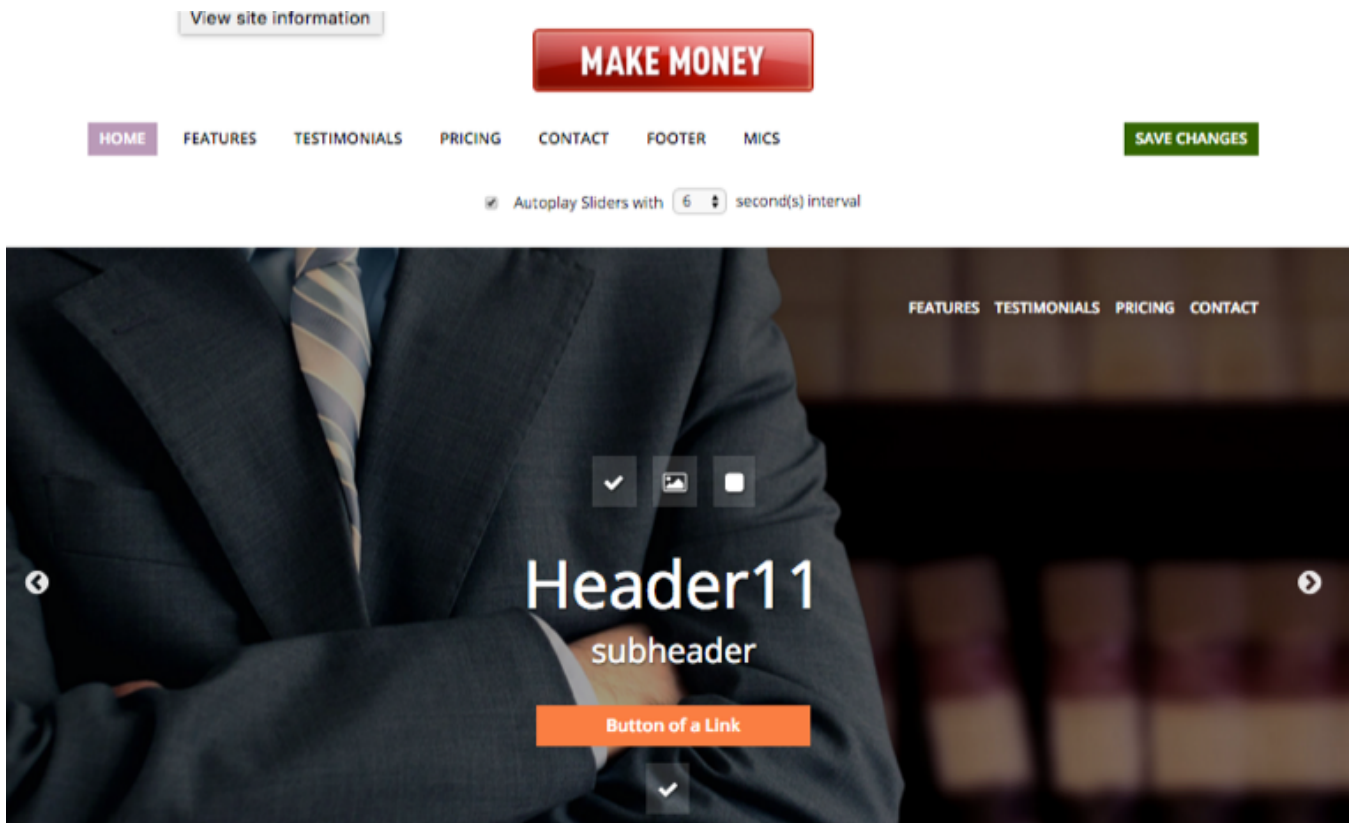 View site information
MAKE MONEY
HOME FEATURES TESTIMONIALS PRICING CONTACT FOOTER MICS SAVE CHANGES
Autoplay Sliders with 6 second(s) interval
FEATURES TESTIMONIALS PRICING CONTACT
Header11
subheader
Button of a Link